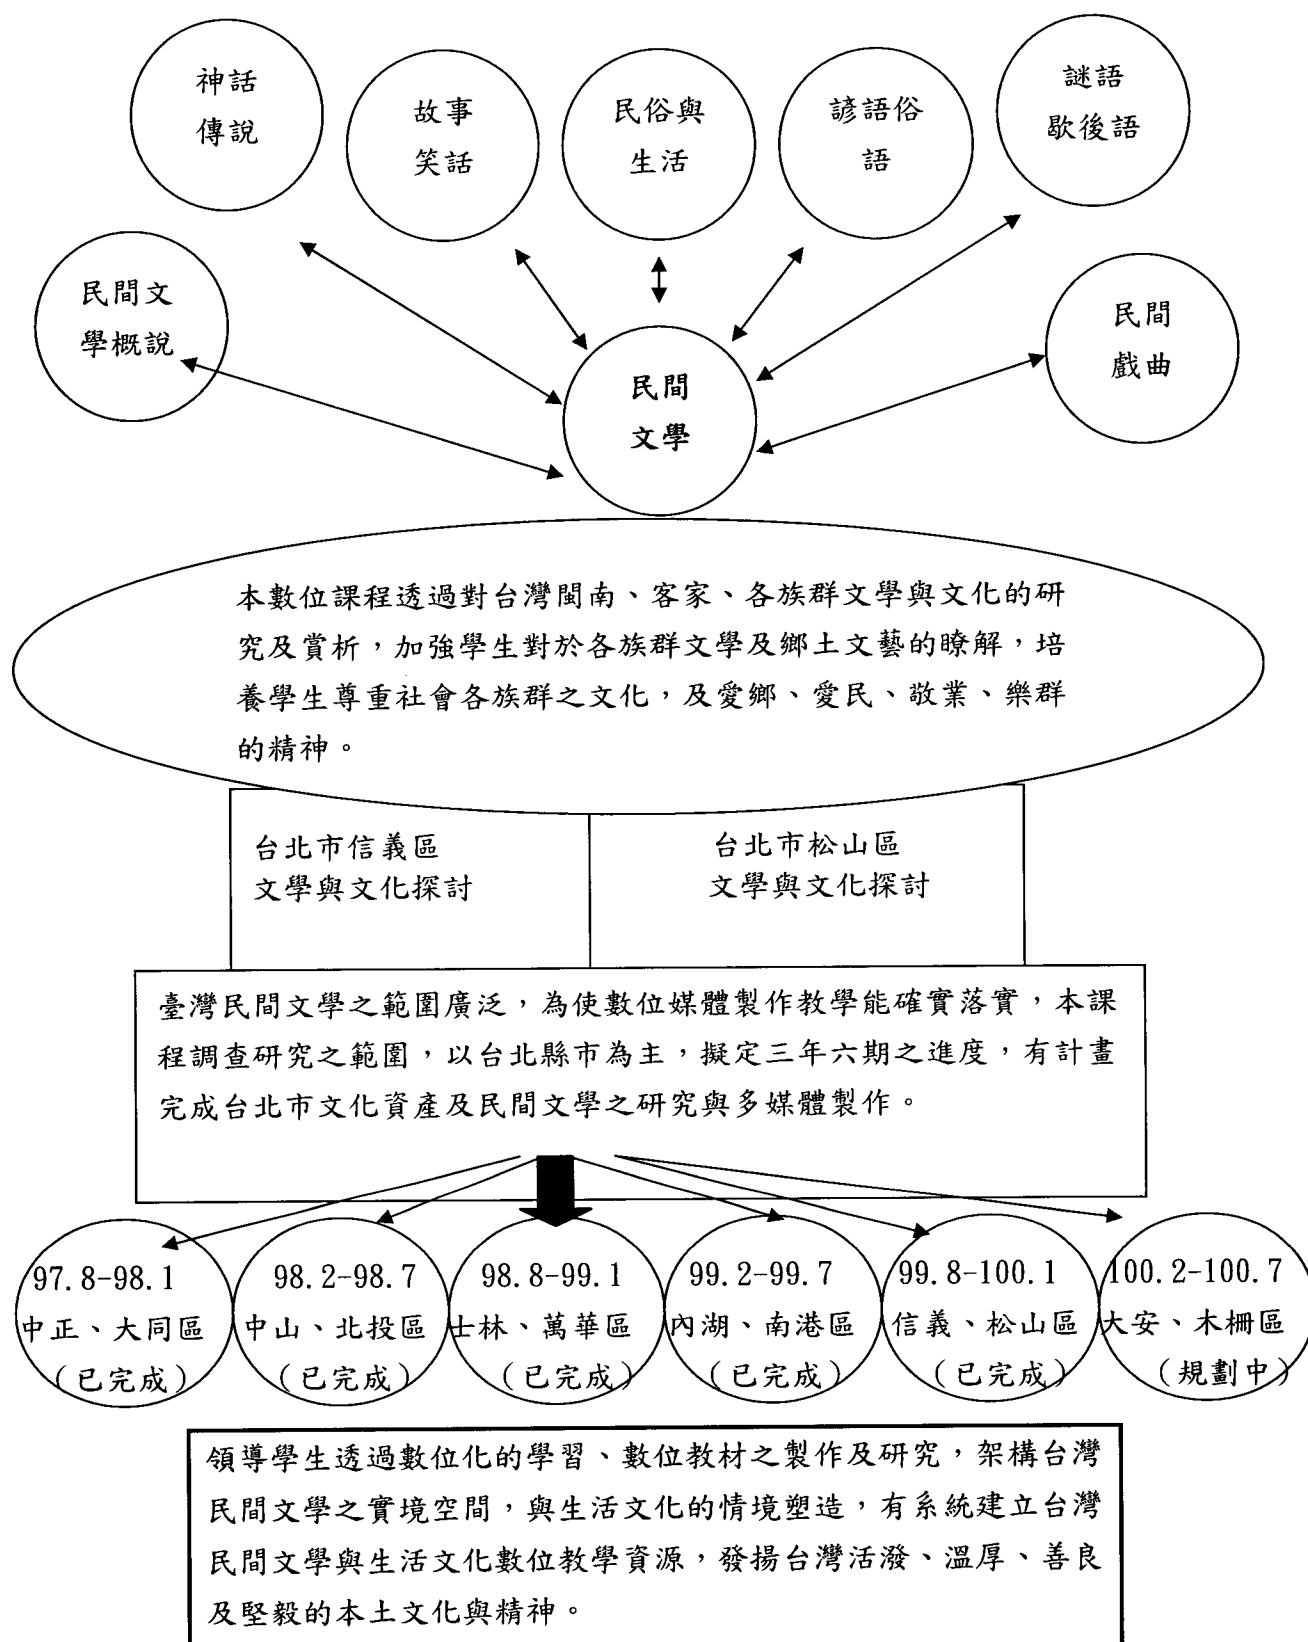 神話
傳說
故事
笑話
民俗與
生活
諺語俗
語
謎語
歇後語
民間文
學概說
民間
戲曲
民間
文學
本數位課程透過對台灣閩南、客家、各族群文學與文化的研
究及賞析，加強學生對於各族群文學及鄉土文藝的瞭解，培
養學生尊重社會各族群之文化，及愛鄉、愛民、敬業、樂群
的精神。
台北市信義區
文學與文化探討
台北市松山區
文學與文化探討
臺灣民間文學之範圍廣泛，為使數位媒體製作教學能確實落實，本課
程調查研究之範圍，以台北縣市為主，擬定三年六期之進度，有計畫
完成台北市文化資產及民間文學之研究與多媒體製作。
97.8-98.1
中正、大同區
（已完成）
98.2-98.7
中山、北投區
（已完成）
98.8-99.1
士林、萬華區
（已完成）
99.2-99.7
內湖、南港區
（已完成）
99.8-100.1
信義、松山區
（已完成）
100.2-100.7
大安、木柵區
（規劃中）
領導學生透過數位化的學習、數位教材之製作及研究，架構台灣
民間文學之實境空間，與生活文化的情境塑造，有系統建立台灣
民間文學與生活文化數位教學資源，發揚台灣活潑、溫厚、善良
及堅毅的本土文化與精神。